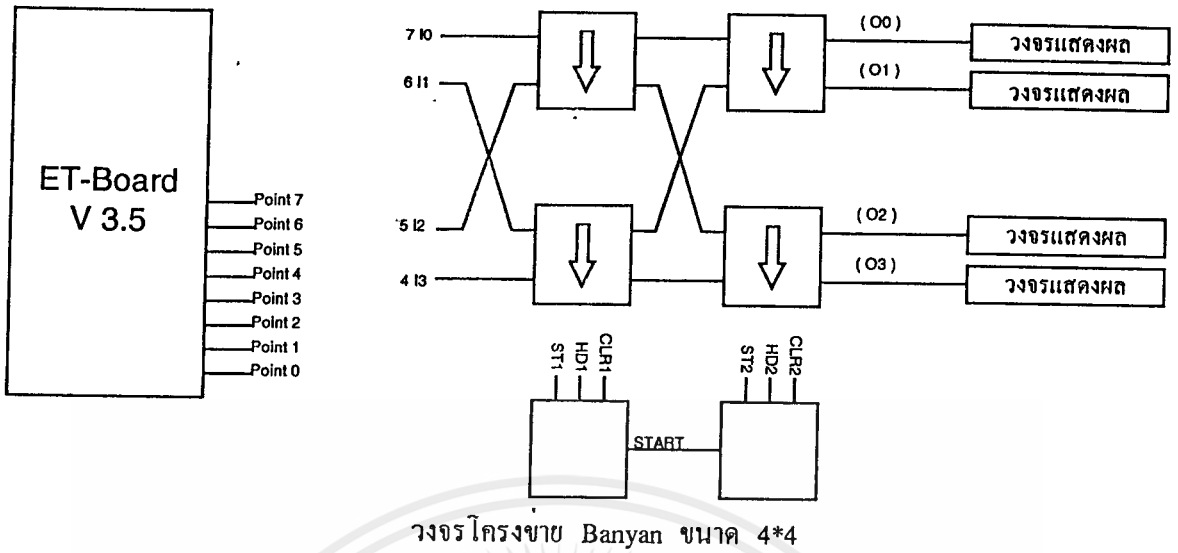 ET-Board
V 3.5
Point 7
Point 6
Point 5
Point 4
Point 3
Point 2
Point 1
Point 0
7 I0
6 I1
5 I2
4 I3
(O0)
(O1)
(O2)
(O3)
วงจรแสดงผล
วงจรแสดงผล
วงจรแสดงผล
วงจรแสดงผล
ST1
HD1
CLR1
ST2
HD2
CLR2
START
วงจรโครงข่าย Banyan ขนาด 4*4